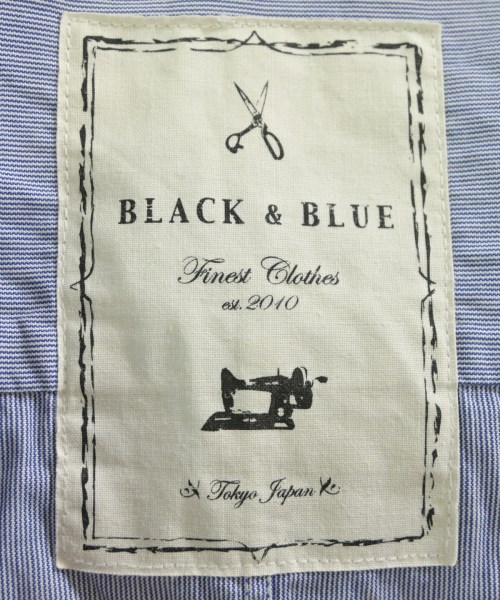 BLACK & BLUE
Finest Clothes
est. 2010
Tokyo Japan